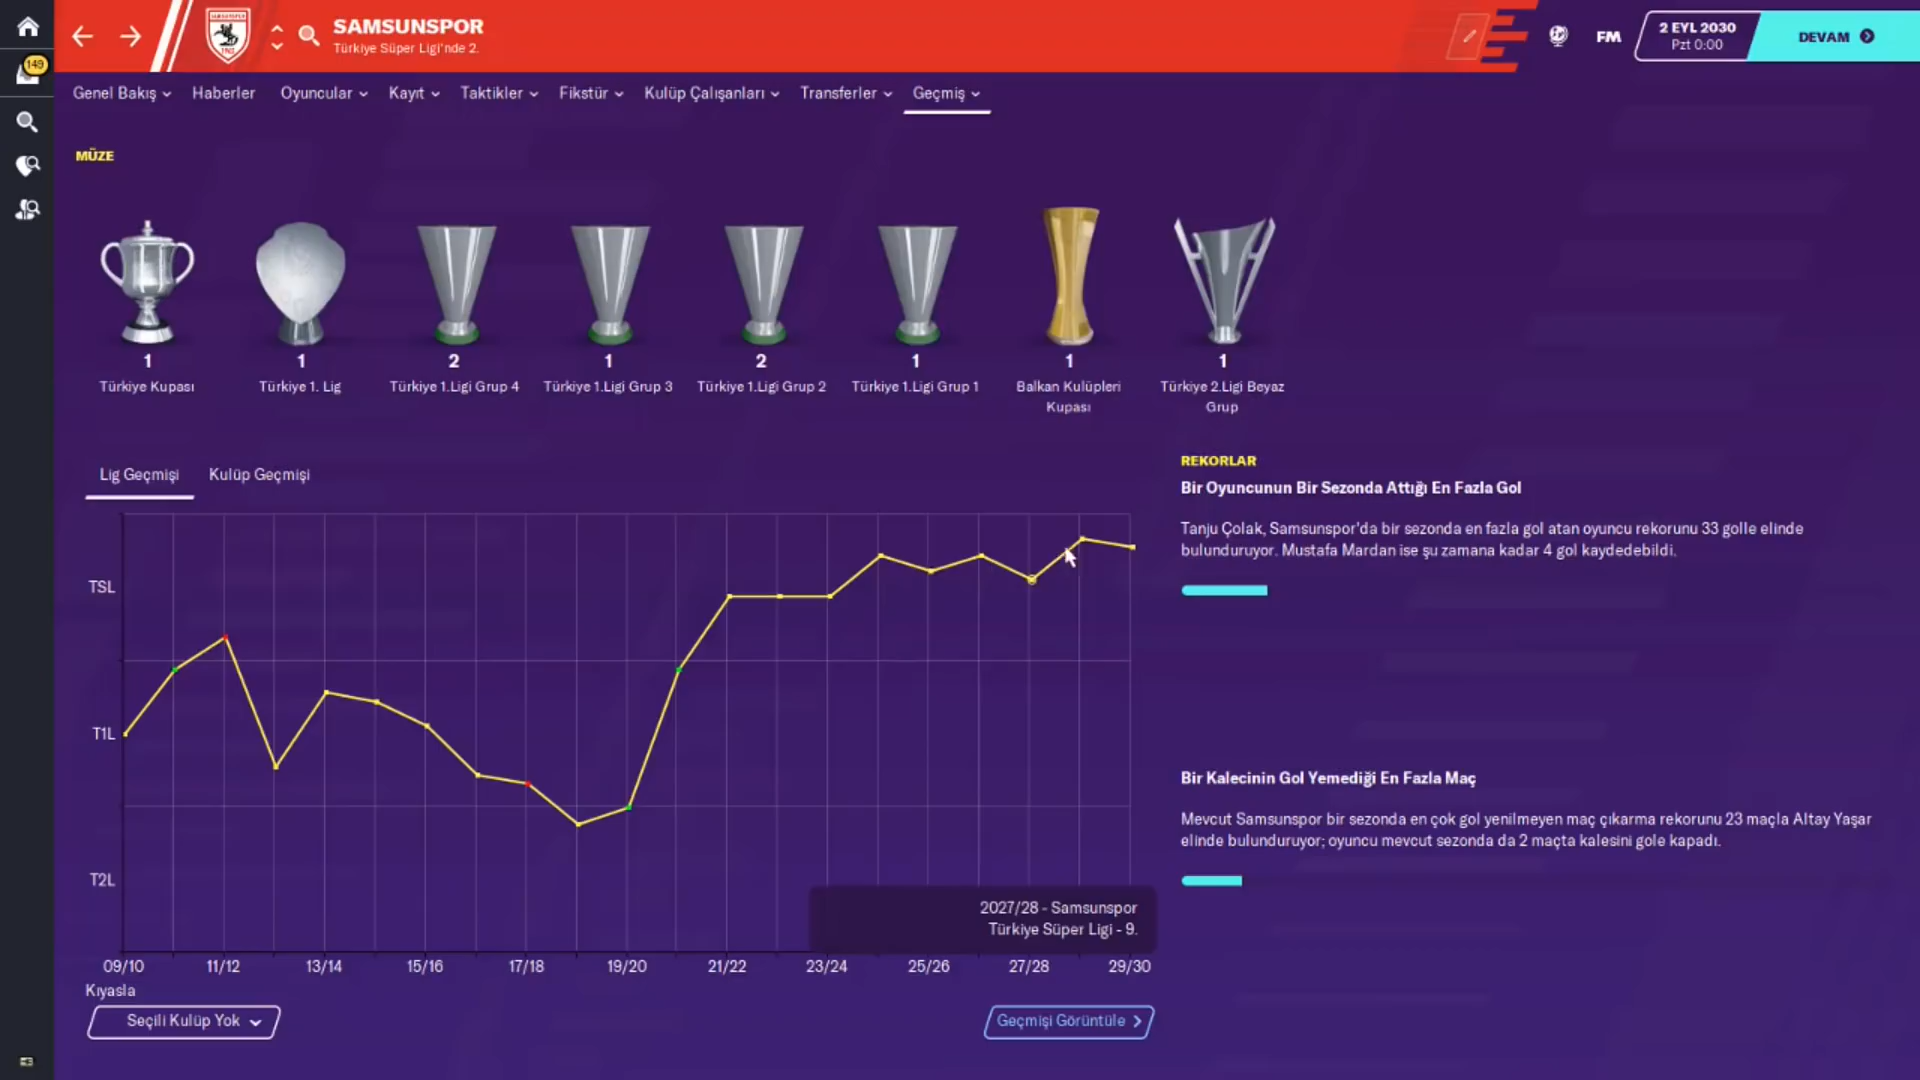 SAMSUNSPOR
Türkiye Süper Ligi'nde 2.
FM
2 EYL 2030
Pzt 0:00
DEVAM
149
Genel Bakış
Haberler
Oyuncular
Kayıt
Taktikler
Fikstür
Kulüp Çalışanları
Transferler
Geçmiş
MÜZE
1
Türkiye Kupası
1
Türkiye 1. Lig
2
Türkiye 1.Ligi Grup 4
1
Türkiye 1.Ligi Grup 3
2
Türkiye 1.Ligi Grup 2
1
Türkiye 1.Ligi Grup 1
1
Balkan Kulüpleri
Kupası
1
Türkiye 2.Ligi Beyaz
Grup
Lig Geçmişi
Kulüp Geçmişi
TSL
T1L
T2L
2027/28 - Samsunspor
Türkiye Süper Ligi - 9.
09/10
11/12
13/14
15/16
17/18
19/20
21/22
23/24
25/26
27/28
29/30
Kıyasla
Seçili Kulüp Yok
Geçmişi Görüntüle
REKORLAR
Bir Oyuncunun Bir Sezonda Attığı En Fazla Gol
Tanju Çolak, Samsunspor'da bir sezonda en fazla gol atan oyuncu rekorunu 33 golle elinde
bulunduruyor. Mustafa Mardan ise şu zamana kadar 4 gol kaydedebildi.
Bir Kalecinin Gol Yemediği En Fazla Maç
Mevcut Samsunspor bir sezonda en çok gol yenilmeyen maç çıkarma rekorunu 23 maçla Altay Yaşar
elinde bulunduruyor; oyuncu mevcut sezonda da 2 maçta kalesini gole kapadı.